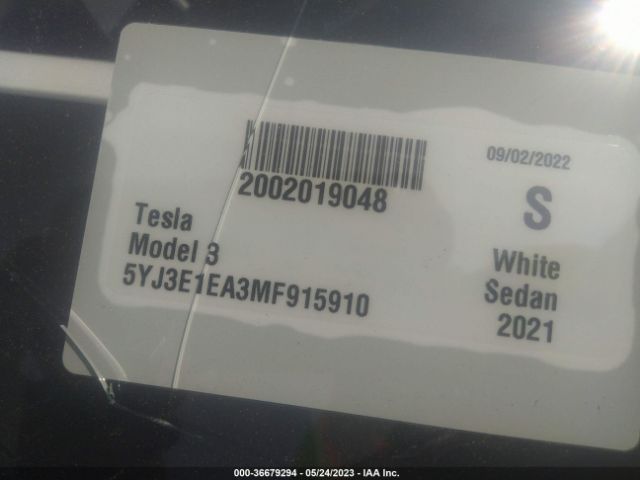 09/02/2022
2002019048
S
Tesla
Model 3
5YJ3E1EA3MF915910
White
Sedan
2021
000-36679294 - 05/24/2023 - IAA Inc.